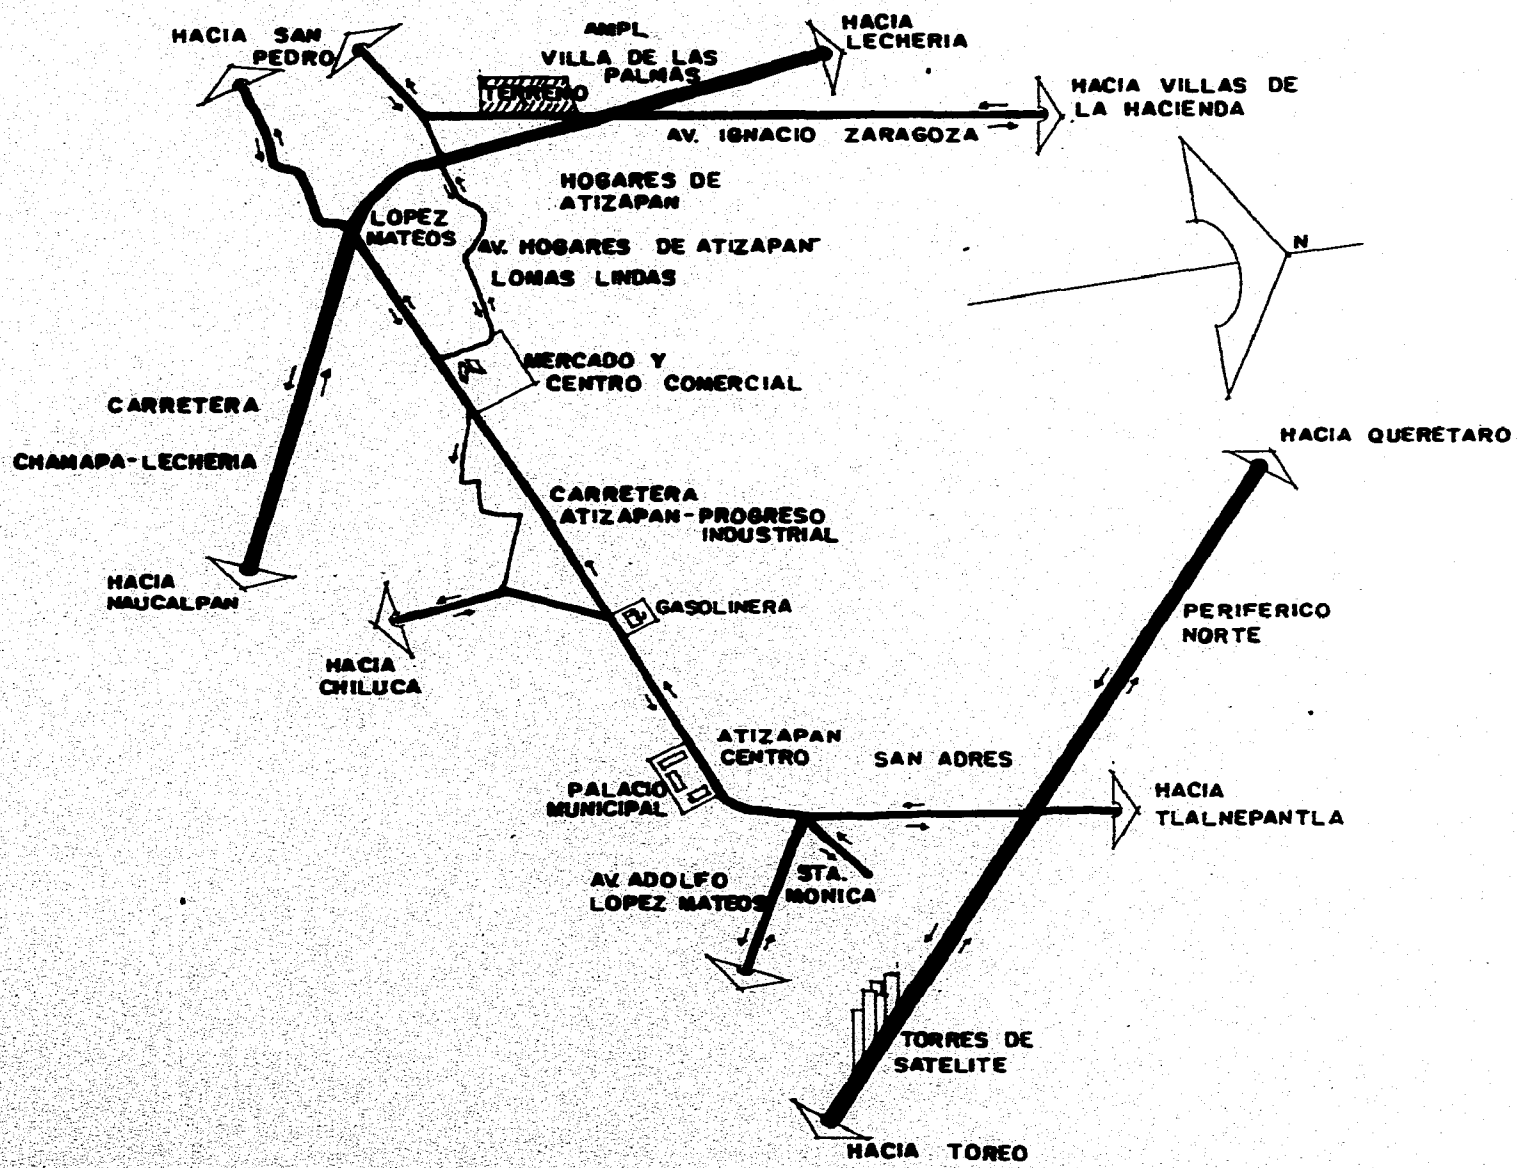 HACIA SAN
PEDRO
AMPL
VILLA DE LAS
PALMAS
TERRENO
HACIA
LECHERIA
HACIA VILLAS DE
LA HACIENDA
AV. IGNACIO ZARAGOZA
HOGARES DE
ATIZAPAN
LOPEZ
MATEOS
AV. HOGARES DE ATIZAPAN
LOMAS LINDAS
N
MERCADO Y
CENTRO COMERCIAL
CARRETERA
CHAMAPA-LECHERIA
HACIA QUERETARO
CARRETERA
ATIZAPAN-PROGRESO
INDUSTRIAL
HACIA
NAUCALPAN
GASOLINERA
PERIFERICO
NORTE
HACIA
CHILUCA
ATIZAPAN
CENTRO
SAN ADRES
PALACIO
MUNICIPAL
HACIA
TLALNEPANTLA
AV. ADOLFO
LOPEZ MATEOS
STA.
MONICA
TORRES DE
SATELITE
HACIA TOREO